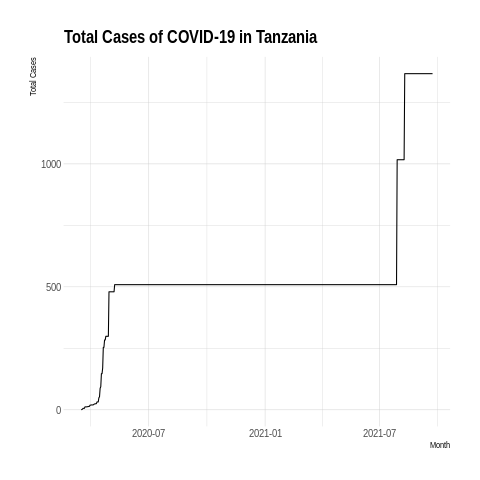 Total Cases of COVID-19 in Tanzania
Total Cases
1000
500
0
2020-07
2021-01
2021-07
Month